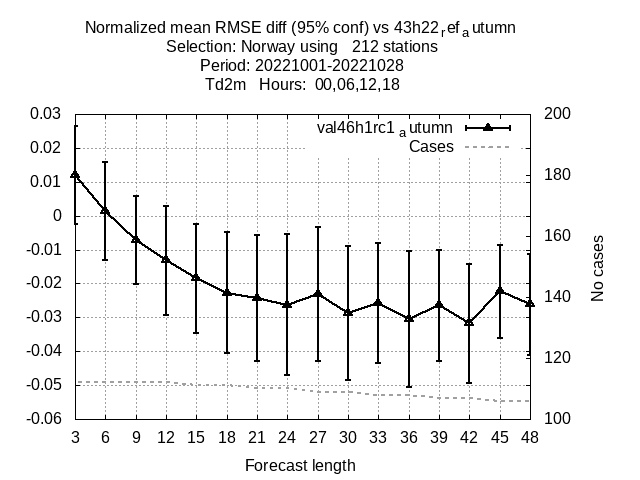 Normalized mean RMSE diff (95% conf) vs 43h22ref autumn
Selection: Norway using 212 stations
Period: 20221001-20221028
Td2m Hours: 00,06,12,18
0.03
0.02
0.01
0
-0.01
-0.02
-0.03
-0.04
-0.05
-0.06
val46h1rc1autumn
Cases
200
180
160
140
120
100
No cases
3 6 9 12 15 18 21 24 27 30 33 36 39 42 45 48
Forecast length